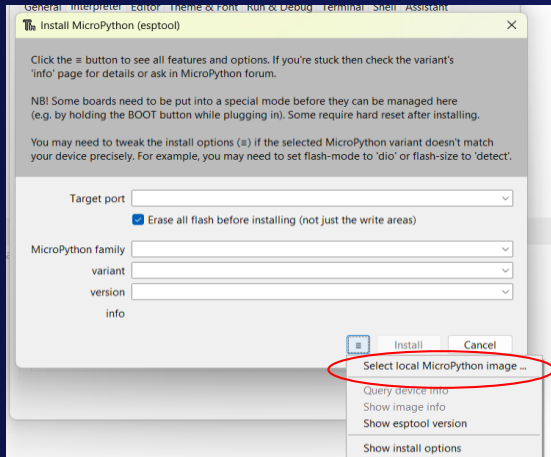 General Interpreter Editor Theme & Font Run & Debug Terminal Shell Assistant
Install MicroPython (esptool)
Click the ≡ button to see all features and options. If you're stuck then check the variant's
'info' page for details or ask in MicroPython forum.
NB! Some boards need to be put into a special mode before they can be managed here
(e.g. by holding the BOOT button while plugging in). Some require hard reset after installing.
You may need to tweak the install options (≡) if the selected MicroPython variant doesn't match
your device precisely. For example, you may need to set flash-mode to 'dio' or flash-size to 'detect'.
Target port
Erase all flash before installing (not just the write areas)
MicroPython family
variant
version
info
≡ Install Cancel
Select local MicroPython image ...
Query device info
Show image info
Show esptool version
Show install options